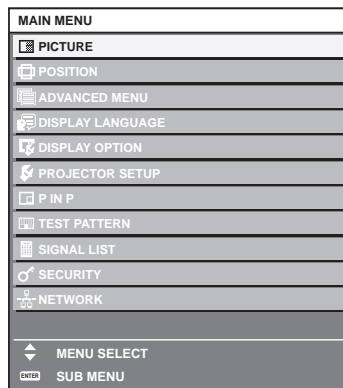 MAIN MENU
PICTURE
POSITION
ADVANCED MENU
DISPLAY LANGUAGE
DISPLAY OPTION
PROJECTOR SETUP
P IN P
TEST PATTERN
SIGNAL LIST
SECURITY
NETWORK
MENU SELECT
ENTER SUB MENU